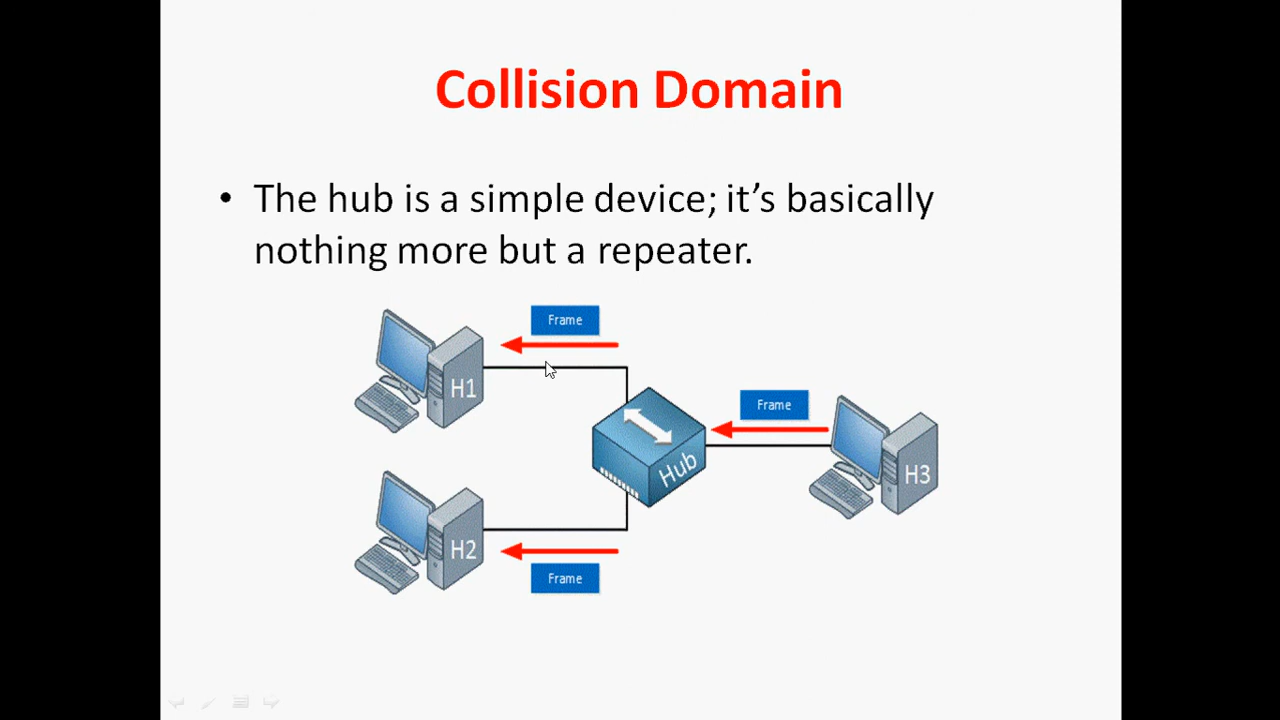 Collision Domain
• The hub is a simple device; it’s basically
nothing more but a repeater.
Frame
H1
Frame
Hub
H3
H2
Frame